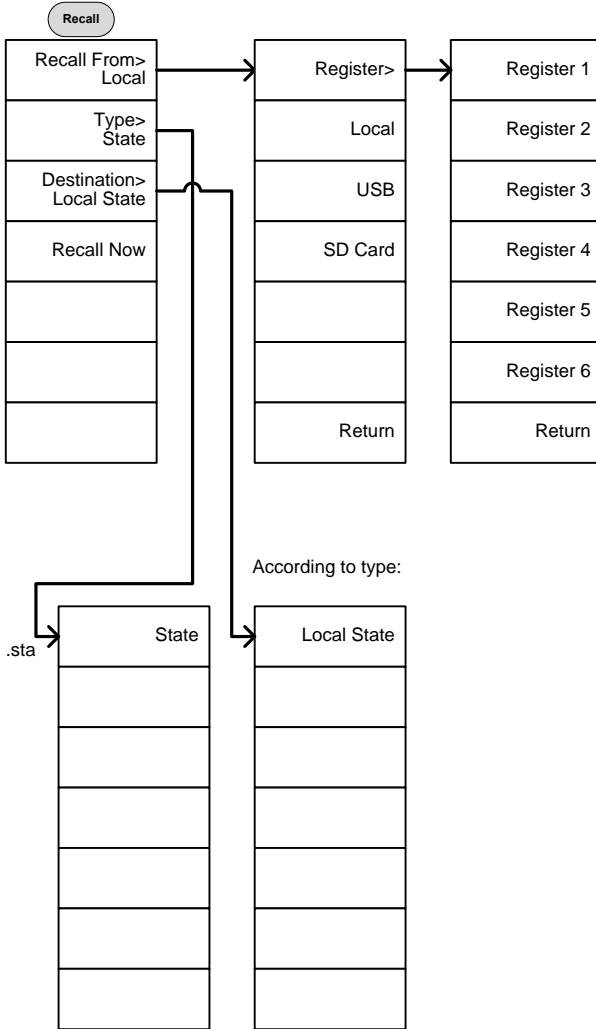 Recall
Recall From>
Local
Type>
State
Destination>
Local State
Recall Now
Register>
Local
USB
SD Card
Return
Register 1
Register 2
Register 3
Register 4
Register 5
Register 6
Return
According to type:
.sta
State
Local State